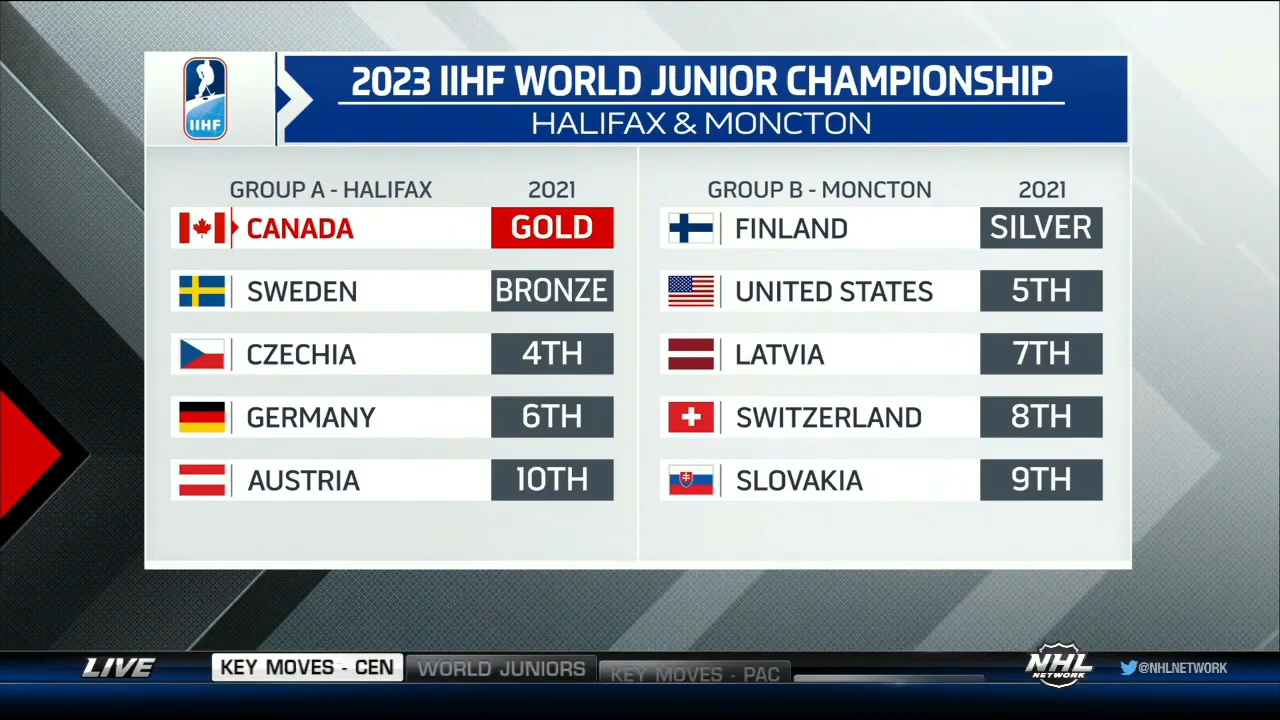 IIHF
2023 IIHF WORLD JUNIOR CHAMPIONSHIP
HALIFAX & MONCTON
GROUP A - HALIFAX 2021
CANADA GOLD
SWEDEN BRONZE
CZECHIA 4TH
GERMANY 6TH
AUSTRIA 10TH
GROUP B - MONCTON 2021
FINLAND SILVER
UNITED STATES 5TH
LATVIA 7TH
SWITZERLAND 8TH
SLOVAKIA 9TH
LIVE KEY MOVES - CEN WORLD JUNIORS KEY MOVES - PAC
NHL
NETWORK
@NHLNETWORK